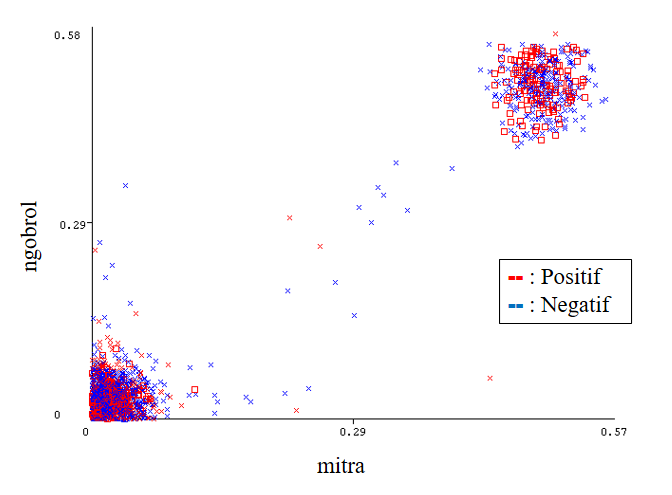 0.58
ngobrol
0.29
-- : Positif
-- : Negatif
0
0
0.29
0.57
mitra